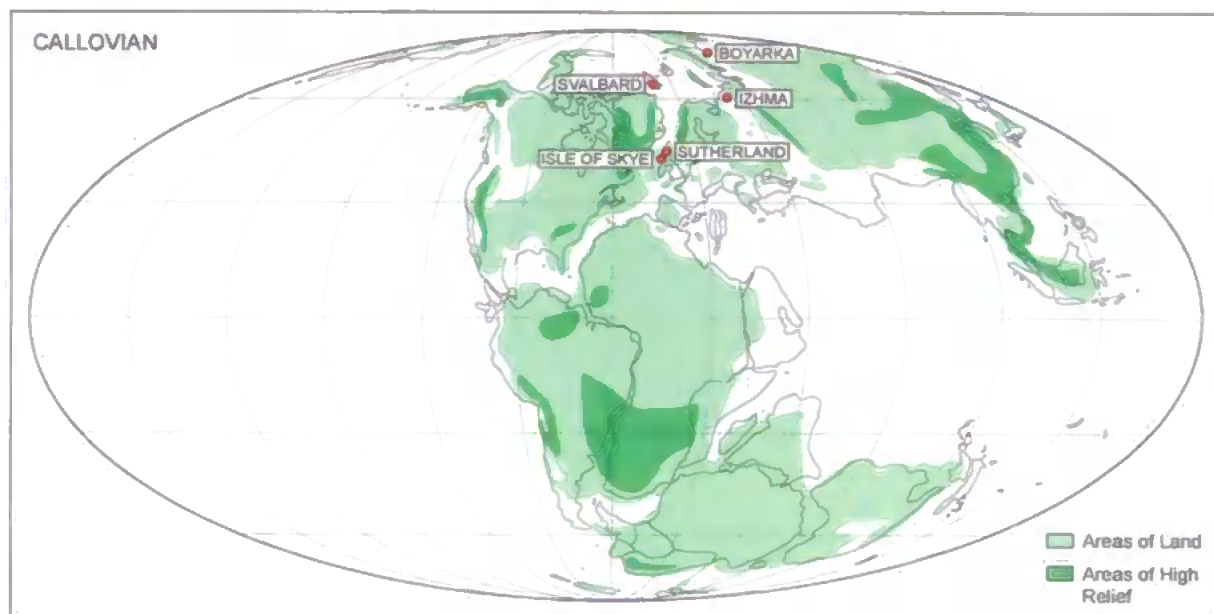 CALLOVIAN
BOYARKA
SVALBARD
IZHMA
SUTHERLAND
ISLE OF SKYE
Areas of Land
Areas of High
Relief